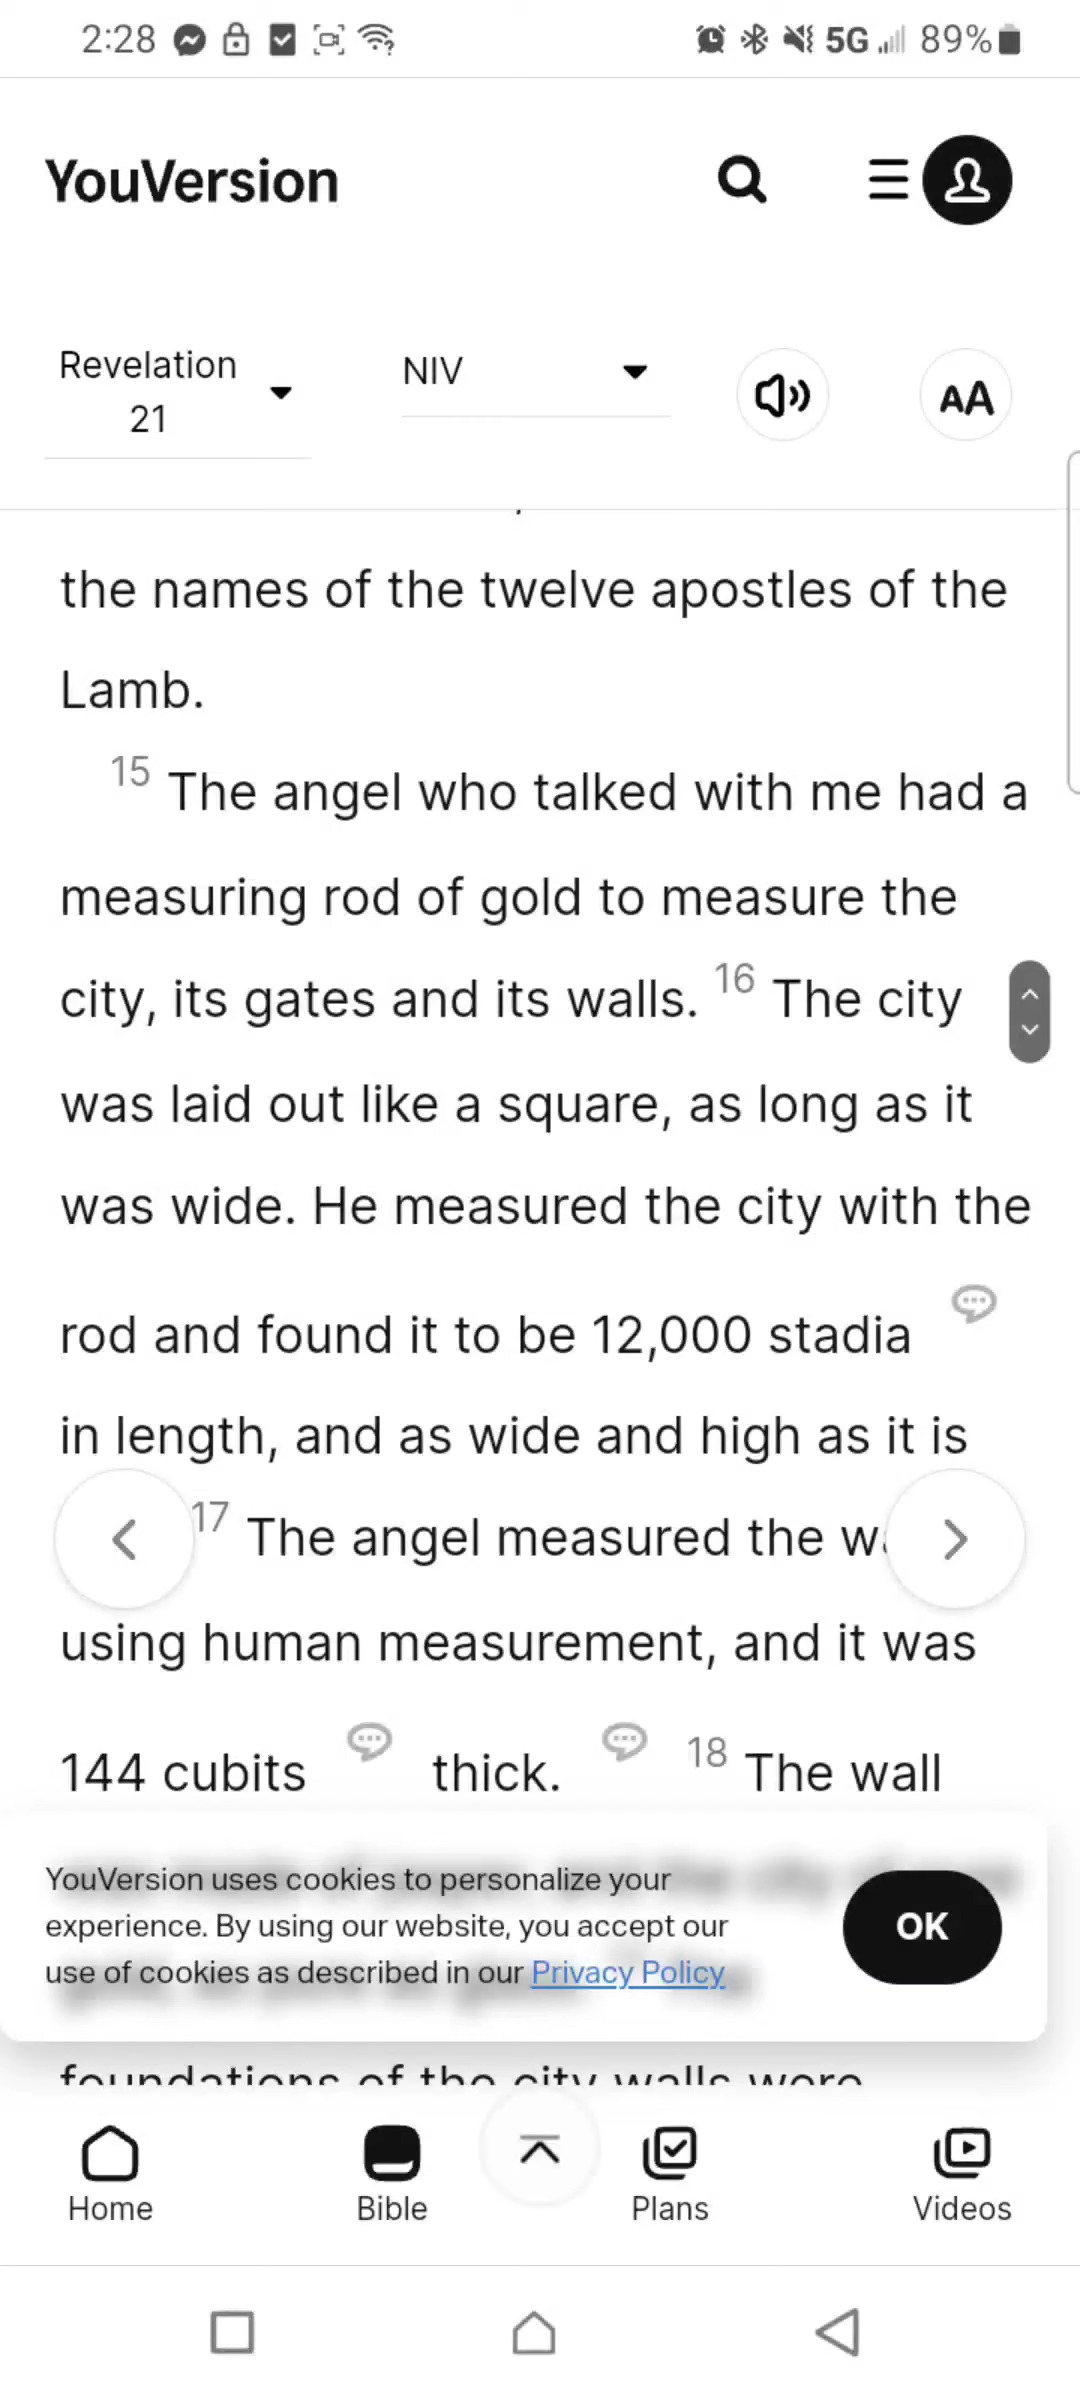 2:28
5G 89%
YouVersion
Revelation
21
NIV
AA
the names of the twelve apostles of the
Lamb.
15 The angel who talked with me had a
measuring rod of gold to measure the
city, its gates and its walls. 16 The city
was laid out like a square, as long as it
was wide. He measured the city with the
rod and found it to be 12,000 stadia
in length, and as wide and high as it is
17 The angel measured the
using human measurement, and it was
144 cubits thick. 18 The wall
YouVersion uses cookies to personalize your
experience. By using our website, you accept our
use of cookies as described in our Privacy Policy
OK
foundations of the city walls were
Home
Bible
Plans
Videos